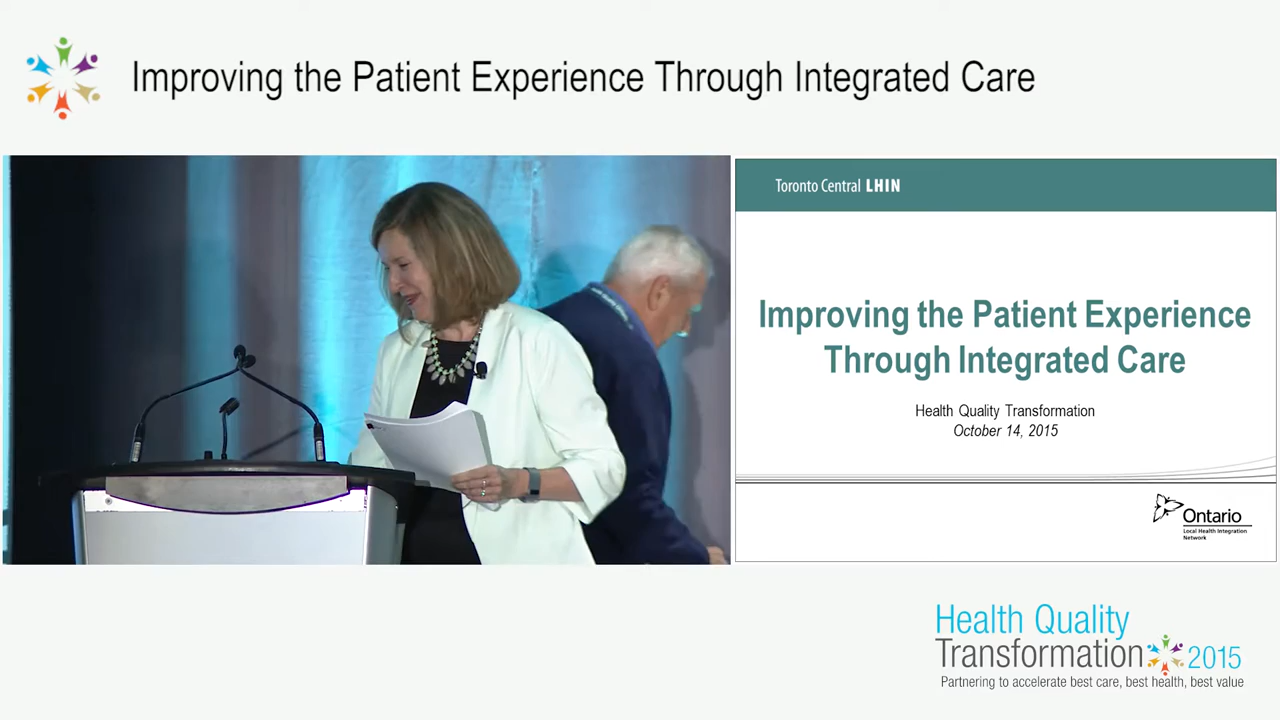 Improving the Patient Experience Through Integrated Care
Toronto Central LHIN
Improving the Patient Experience
Through Integrated Care
Health Quality Transformation
October 14, 2015
Ontario
Local Health Integration
Network
Health Quality
Transformation 2015
Partnering to accelerate best care, best health, best value